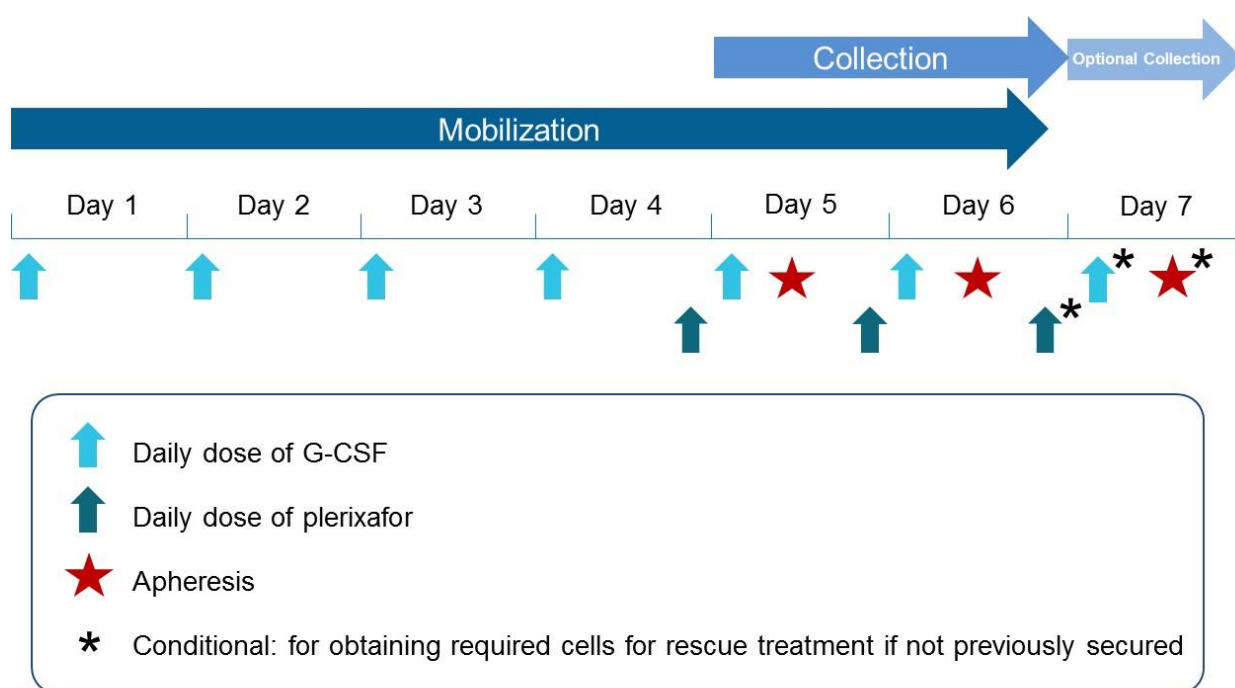 Collection
Optional Collection
Mobilization
Day 1
Day 2
Day 3
Day 4
Day 5
Day 6
Day 7
*
*
*
Daily dose of G-CSF
Daily dose of plerixafor
Apheresis
* Conditional: for obtaining required cells for rescue treatment if not previously secured